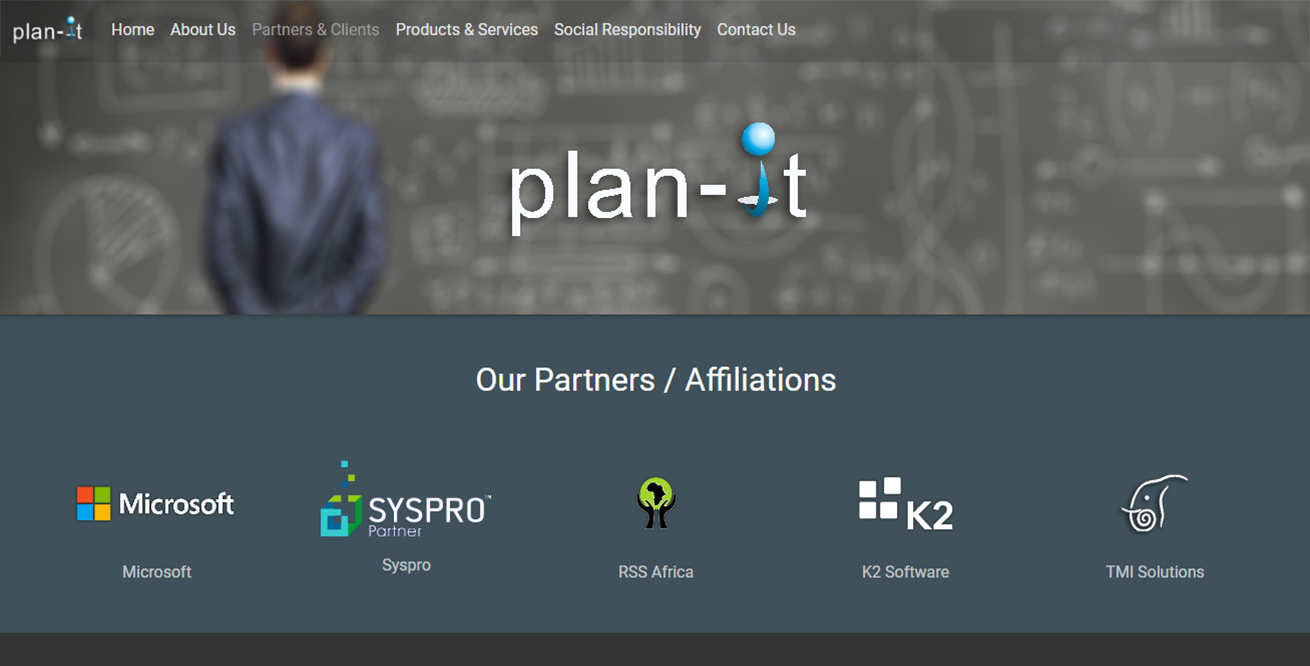 plan-it Home About Us Partners & Clients Products & Services Social Responsibility Contact Us
plan-it
Our Partners / Affiliations
Microsoft SYSPRO™ K2
Partner
Microsoft Syspro RSS Africa K2 Software TMI Solutions